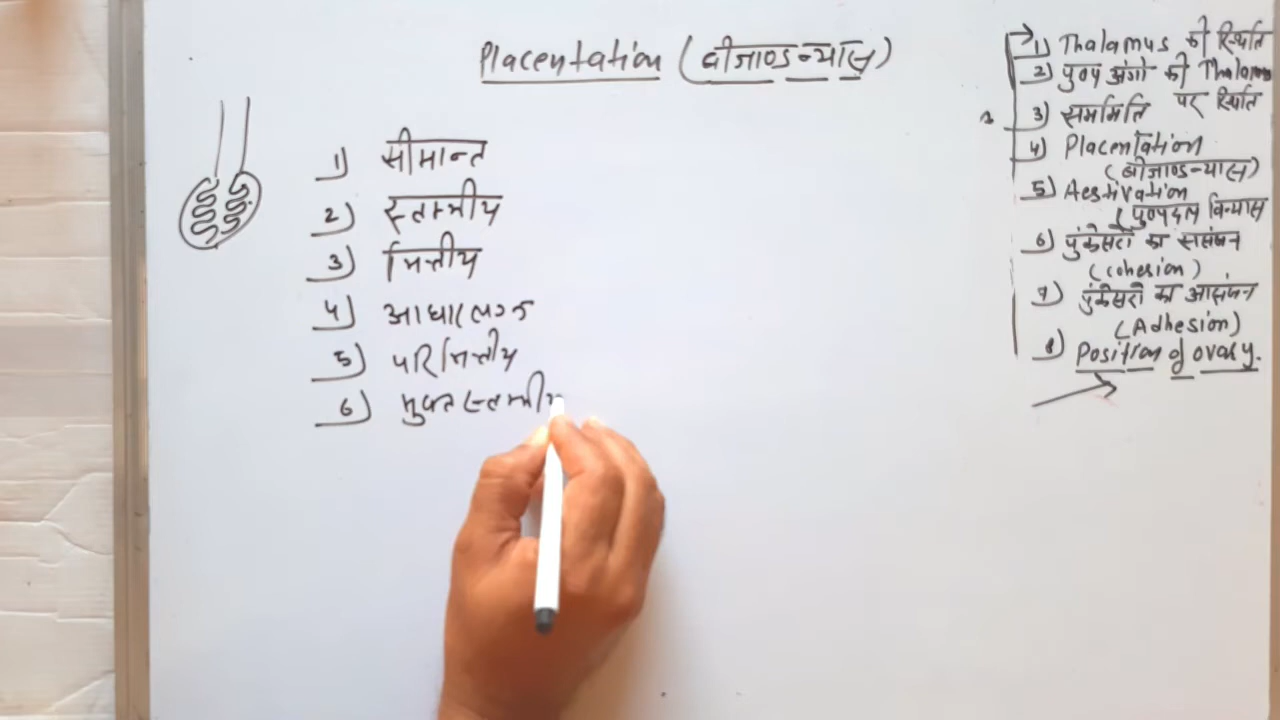 Placentation (बीजाण्डन्यास)
1) सीमान्त
2) स्तम्भीय
3) भित्तीय
4) आधारलग्न
5) परिभित्तीय
6) मुक्तस्तम्भीय
1) Thalamus की स्थिति
2) पुष्प अंगो की Thalamus
पर स्थिति
3) सममिति
4) Placentation
(बीजाण्डन्यास)
5) Aestivation
(पुष्पदल विन्यास
6) पुंकेसरो का ससंजन
(cohesion)
7) पुंकेसरो का आसंजन
(Adhesion)
8) Position of ovary.